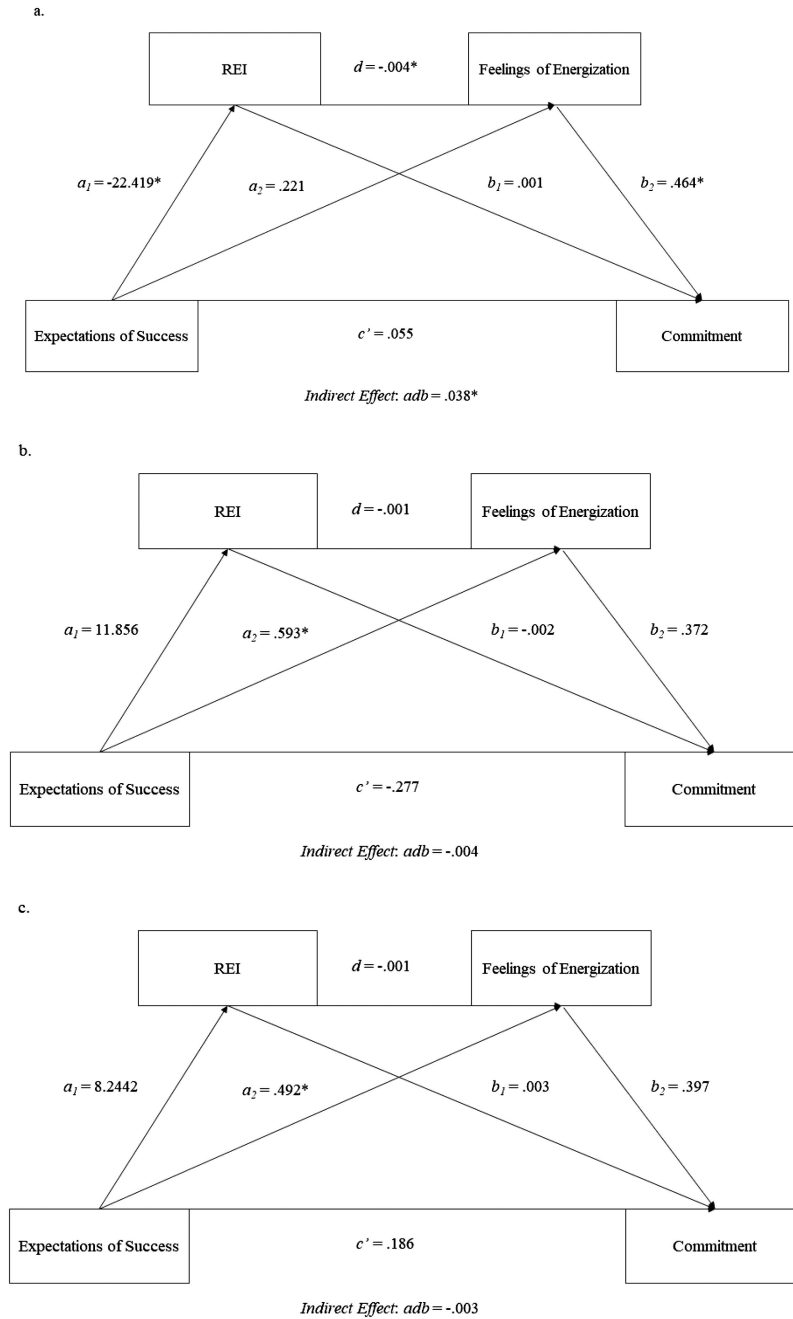 a.
REI
d = -.004*
Feelings of Energization
a1 = -22.419*
a2 = .221
b1 = .001
b2 = .464*
Expectations of Success
c’ = .055
Commitment
Indirect Effect: adb = .038*
b.
REI
d = -.001
Feelings of Energization
a1 = 11.856
a2 = .593*
b1 = -.002
b2 = .372
Expectations of Success
c’ = -.277
Commitment
Indirect Effect: adb = -.004
c.
REI
d = -.001
Feelings of Energization
a1 = 8.2442
a2 = .492*
b1 = .003
b2 = .397
Expectations of Success
c’ = .186
Commitment
Indirect Effect: adb = -.003